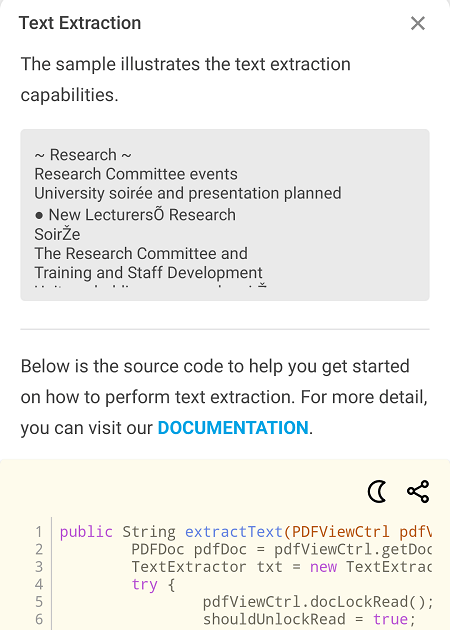 Text Extraction
The sample illustrates the text extraction
capabilities.
~ Research ~
Research Committee events
University soirée and presentation planned
● New LecturersÕ Research
SoirŽe
The Research Committee and
Training and Staff Development
Below is the source code to help you get started
on how to perform text extraction. For more detail,
you can visit our DOCUMENTATION.
1 public String extractText(PDFViewCtrl pdfV
2 PDFDoc pdfDoc = pdfViewCtrl.getDoc
3 TextExtractor txt = new TextExtrac
4 try {
5 pdfViewCtrl.docLockRead();
6 shouldUnlockRead = true;